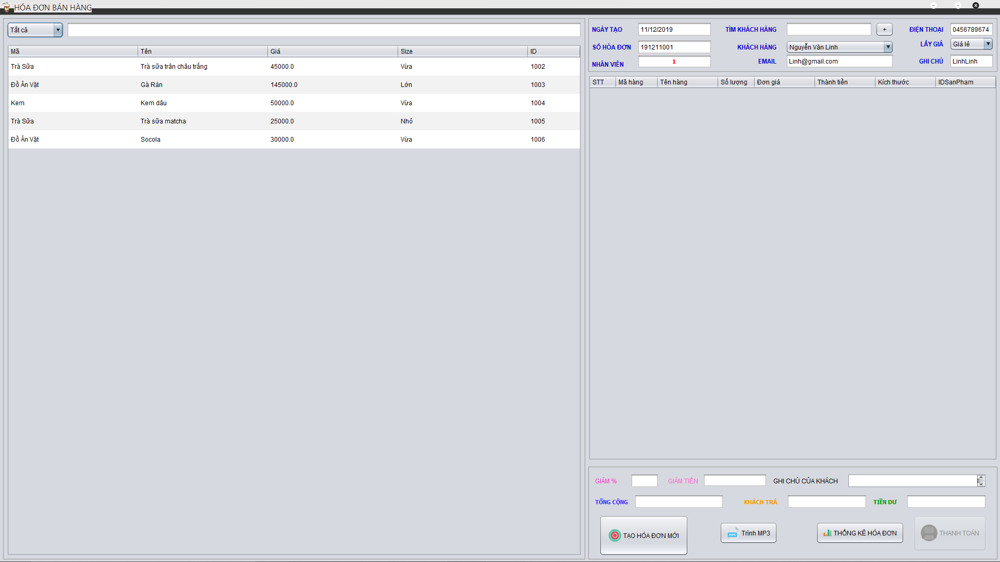 HÓA ĐƠN BÁN HÀNG
Tất cả
Mã Tên Giá Size ID
Trà Sữa Trà sữa trân châu trắng 45000.0 Vừa 1002
Đồ Ăn Vặt Gà Rán 145000.0 Lớn 1003
Kem Kem dâu 50000.0 Vừa 1004
Trà Sữa Trà sữa matcha 25000.0 Nhỏ 1005
Đồ Ăn Vặt Socola 30000.0 Vừa 1006
NGÀY TẠO 11/12/2019 TÌM KHÁCH HÀNG + ĐIỆN THOẠI 0456789674
SỐ HÓA ĐƠN 191211001 KHÁCH HÀNG Nguyễn Văn Linh LẤY GIÁ Giá lẻ
NHÂN VIÊN 1 EMAIL Linh@gmail.com GHI CHÚ LinhLinh
STT Mã hàng Tên hàng Số lượng Đơn giá Thành tiền Kích thước IDSanPham
GIẢM % GIẢM TIỀN GHI CHÚ CỦA KHÁCH
TỔNG CỘNG KHÁCH TRẢ TIỀN DƯ
TẠO HÓA ĐƠN MỚI MP3 Trình MP3 THỐNG KÊ HÓA ĐƠN THANH TOÁN